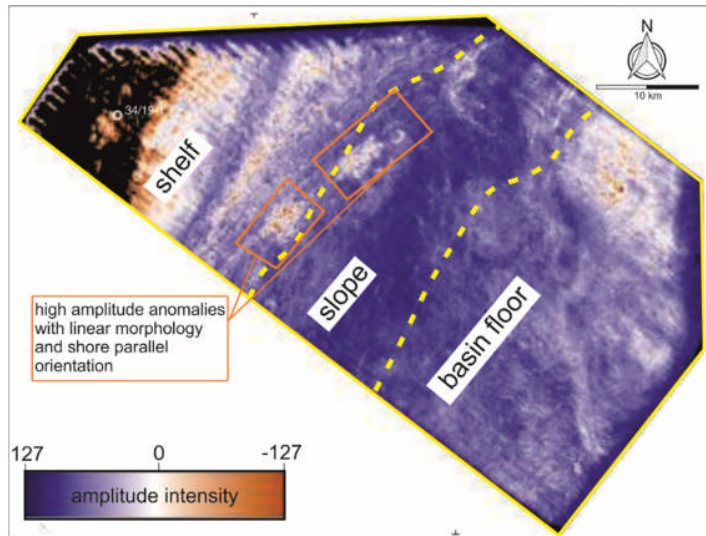 N
10 km
34/19-1
shelf
slope
basin floor
high amplitude anomalies
with linear morphology
and shore parallel
orientation
127 0 -127
amplitude intensity